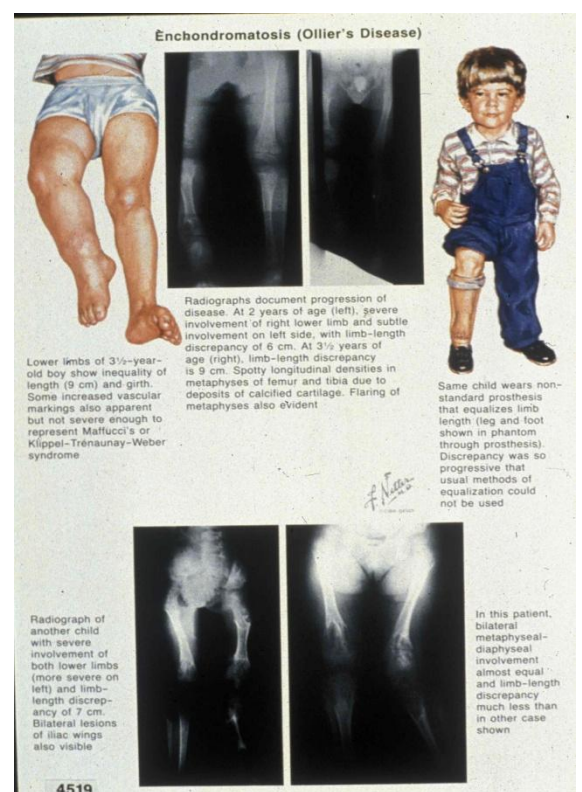 Enchondromatosis (Ollier's Disease)
Radiographs document progression of
disease. At 2 years of age (left), severe
involvement of right lower limb and subtle
involvement on left side, with limb-length
discrepancy of 6 cm. At 3½ years of
age (right), limb-length discrepancy
is 9 cm. Spotty longitudinal densities in
metaphyses of femur and tibia due to
deposits of calcified cartilage. Flaring of
metaphyses also evident
Lower limbs of 3½-year-
old boy show inequality of
length (9 cm) and girth.
Some increased vascular
markings also apparent
but not severe enough to
represent Maffucci's or
Klippel-Trénaunay-Weber
syndrome
Same child wears non-
standard prosthesis
that equalizes limb
length (leg and foot
shown in phantom
through prosthesis).
Discrepancy was so
progressive that
usual methods of
equalization could
not be used
F. Netter
M.D.
Radiograph of
another child
with severe
involvement of
both lower limbs
(more severe on
left) and limb-
length discrep-
ancy of 7 cm.
Bilateral lesions
of iliac wings
also visible
In this patient,
bilateral
metaphyseal-
diaphyseal
involvement
almost equal
and limb-length
discrepancy
much less than
in other case
shown
4519